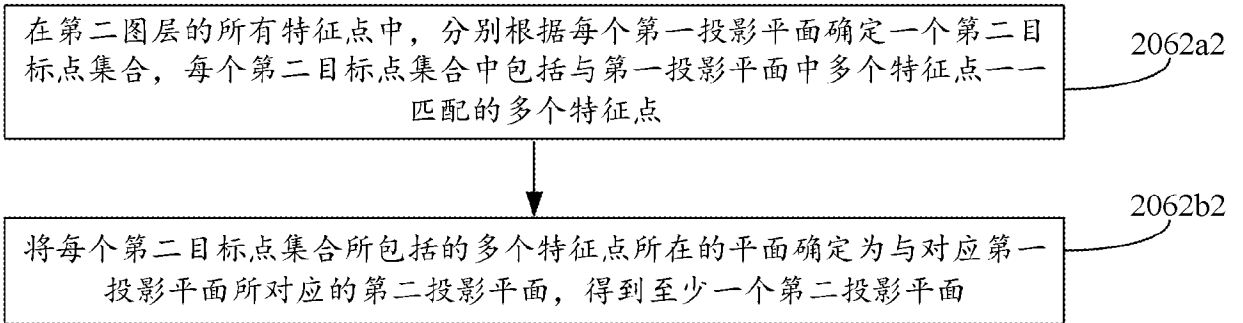 在第二图层的所有特征点中，分别根据每个第一投影平面确定一个第二目
标点集合，每个第二目标点集合中包括与第一投影平面中多个特征点一一
匹配的多个特征点
2062a2
将每个第二目标点集合所包括的多个特征点所在的平面确定为与对应第一
投影平面所对应的第二投影平面，得到至少一个第二投影平面
2062b2